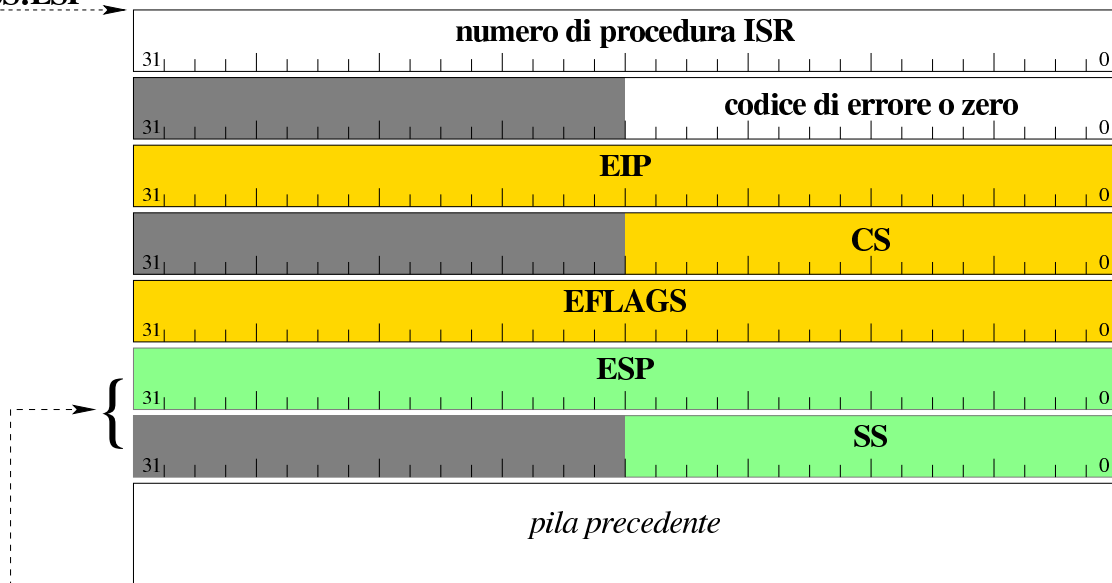 numero di procedura ISR
31 0
codice di errore o zero
31 0
EIP
31 0
CS
31 0
EFLAGS
31 0
ESP
31 0
{
SS
31 0
pila precedente